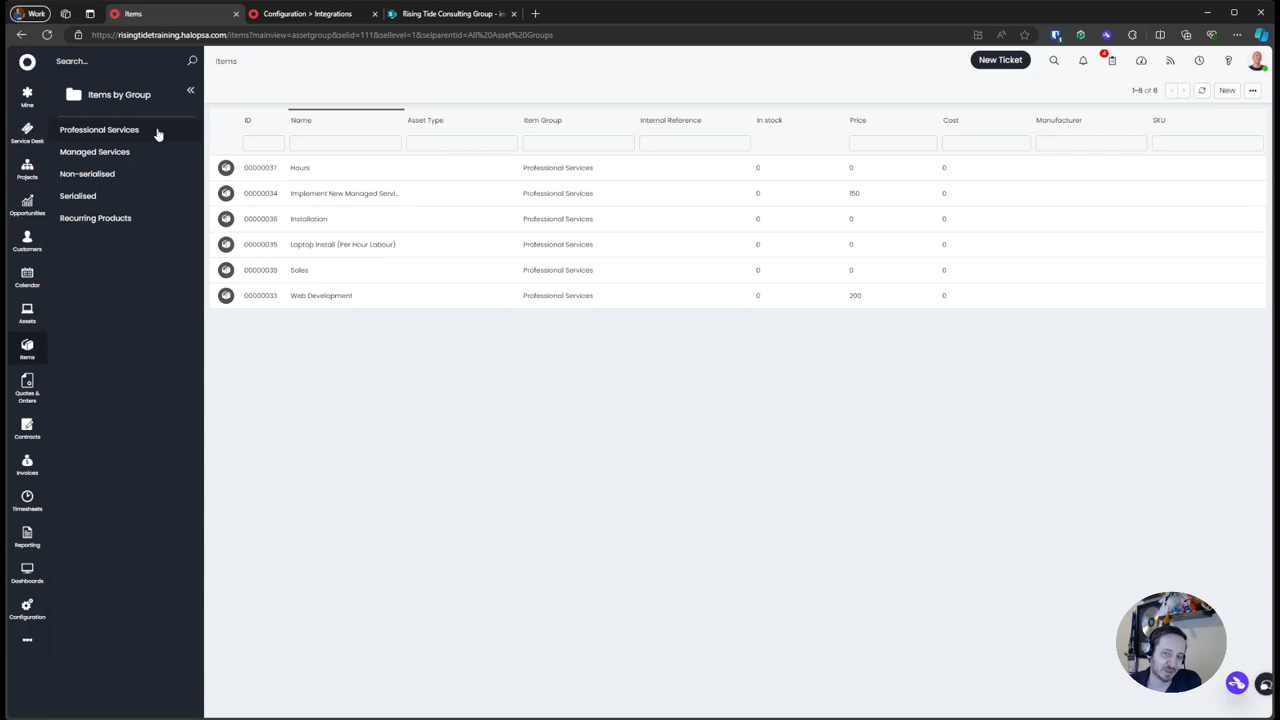 Work
Items
Configuration > Integrations
Rising Tide Consulting Group - in
https://risingtidetraining.halopsa.com/items?mainview=assetgroup&selid=111&sellevel=1&selparentid=All%20Asset%20Groups
Search...
Items
New Ticket
4
Mine
Items by Group
1-6 of 6
New
Service Desk
Professional Services
Managed Services
Non-serialised
Serialised
Recurring Products
Projects
Opportunities
Customers
Calendar
Assets
Items
Quotes & Orders
Contracts
Invoices
Timesheets
Reporting
Dashboards
Configuration
ID Name Asset Type Item Group Internal Reference In stock Price Cost Manufacturer SKU
00000037 Hours Professional Services 0 0 0
00000034 Implement New Managed Servi... Professional Services 0 150 0
00000036 Installation Professional Services 0 0 0
00000035 Laptop Install (Per Hour Labour) Professional Services 0 0 0
00000038 Sales Professional Services 0 0 0
00000033 Web Development Professional Services 0 200 0